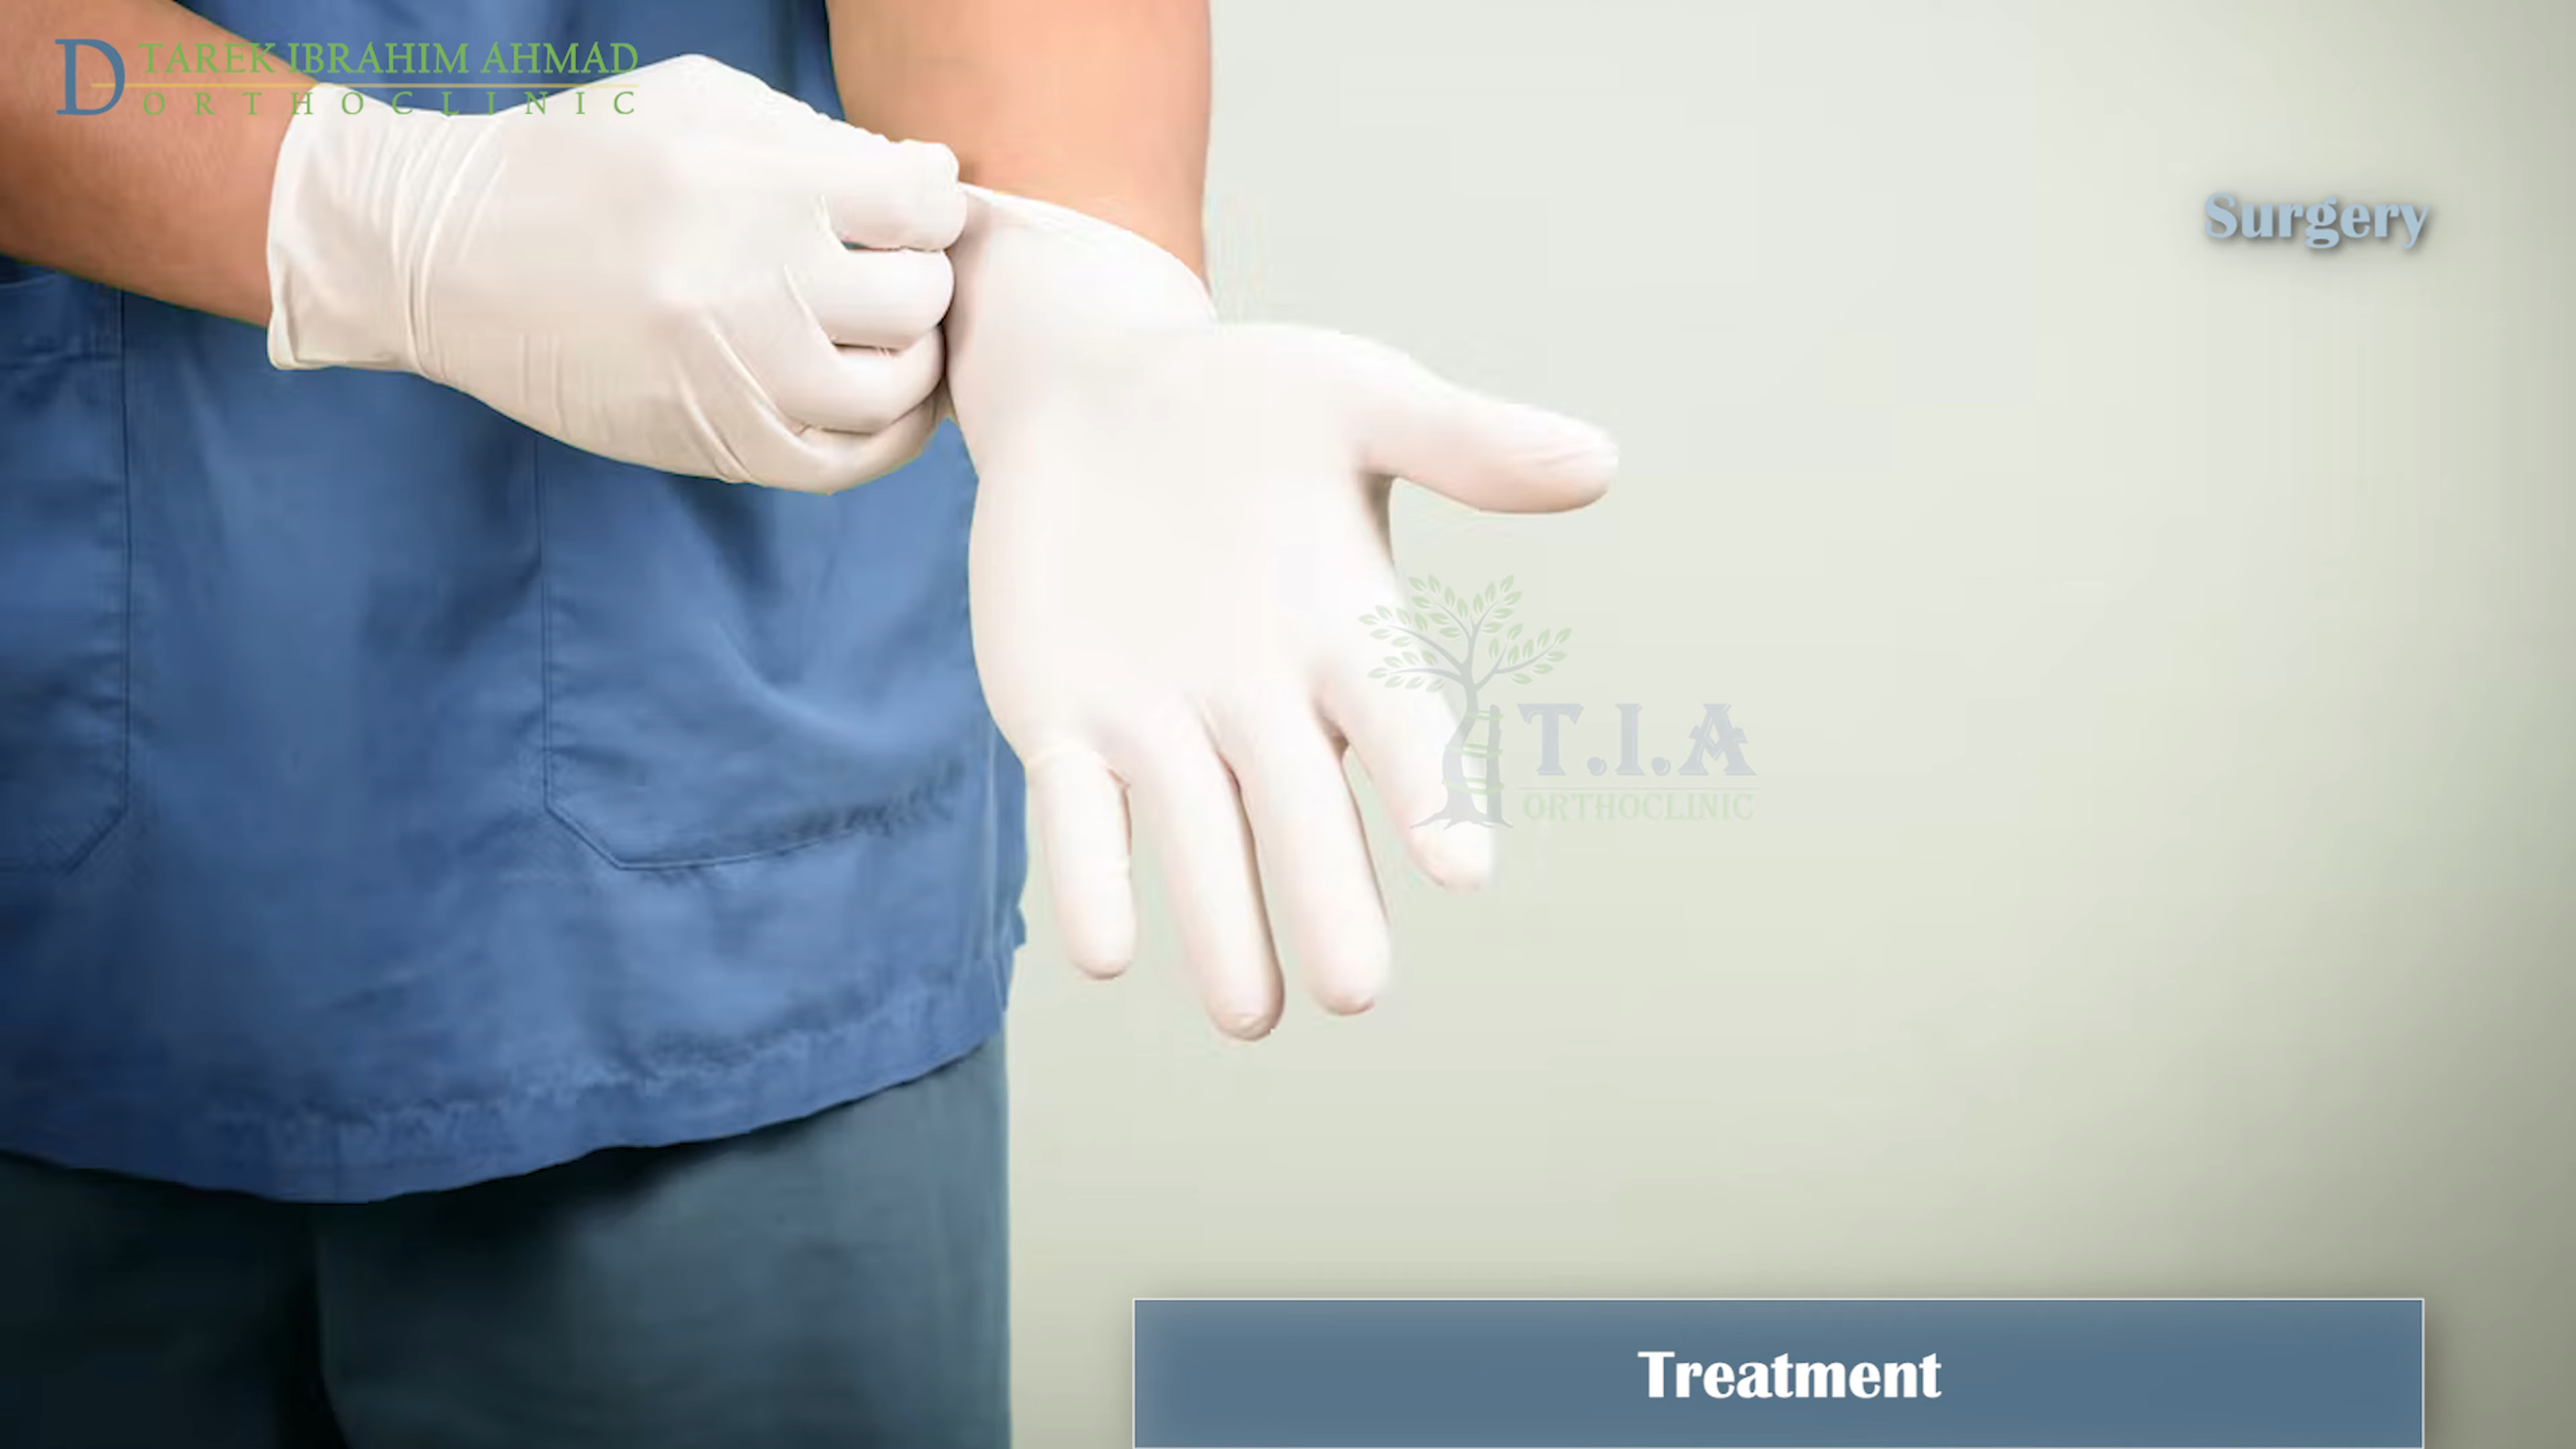 D TAREK IBRAHIM AHMAD
ORTHOCLINIC
Surgery
T.I.A
ORTHOCLINIC
Treatment